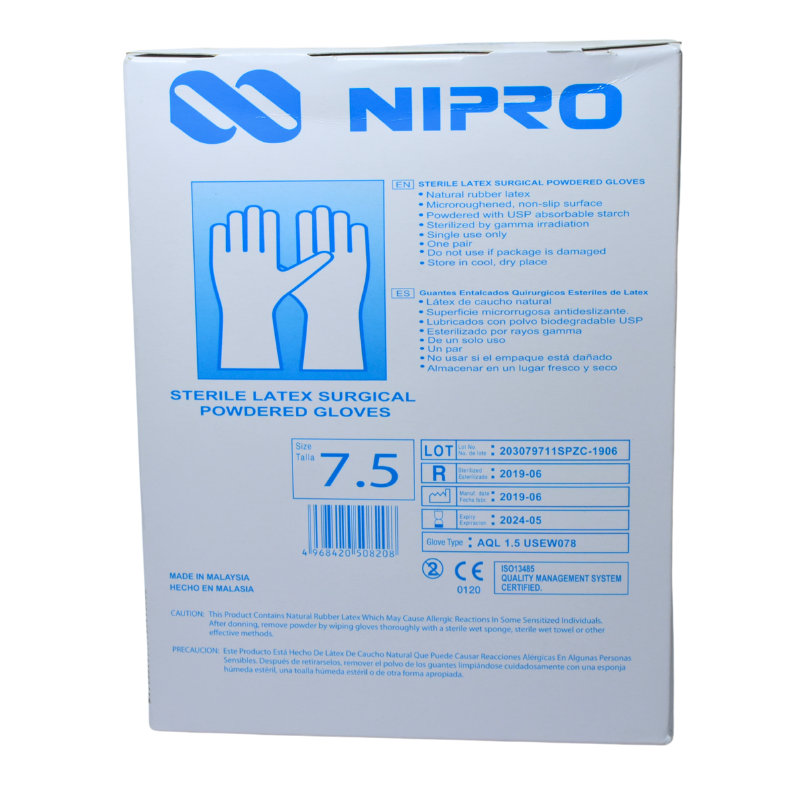 NIPRO
EN STERILE LATEX SURGICAL POWDERED GLOVES
• Natural rubber latex
• Microroughened, non-slip surface
• Powdered with USP absorbable starch
• Sterilized by gamma irradiation
• Single use only
• One pair
• Do not use if package is damaged
• Store in cool, dry place
ES Guantes Entalcados Quirurgicos Esteriles de Latex
• Látex de caucho natural
• Superficie microrrugosa antideslizante.
• Lubricados con polvo biodegradable USP
• Esterilizado por rayos gamma
• De un solo uso
• Un par
• No usar si el empaque está dañado
• Almacenar en un lugar fresco y seco
STERILE LATEX SURGICAL
POWDERED GLOVES
Size
Talla
7.5
4 968420 508208
LOT Lot No. No. de lote : 203079711SPZC-1906
R Sterilised Esterilizado : 2019-06
Manuf. date Fecha fabr. : 2019-06
Expiry Expiracion : 2024-05
Glove Type : AQL 1.5 USEW078
2 CE 0120
ISO13485
QUALITY MANAGEMENT SYSTEM
CERTIFIED.
MADE IN MALAYSIA
HECHO EN MALASIA
CAUTION: This Product Contains Natural Rubber Latex Which May Cause Allergic Reactions In Some Sensitized Individuals.
After donning, remove powder by wiping gloves thoroughly with a sterile wet sponge, sterile wet towel or other
effective methods.
PRECAUCION: Este Producto Está Hecho De Látex De Caucho Natural Que Puede Causar Reacciones Alérgicas En Algunas Personas
Sensibles. Después de retirarselos, remover el polvo de los guantes limpiándose cuidadosamente con una esponja
húmeda estéril, una toalla húmeda estéril o de otra forma apropiada.